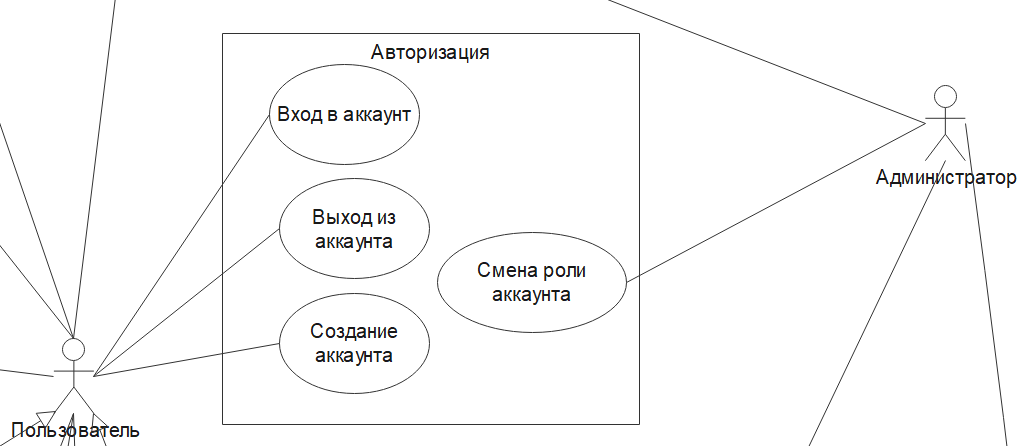 Авторизация
Вход в аккаунт
Выход из
аккаунта
Создание
аккаунта
Смена роли
аккаунта
Администратор
Пользователь